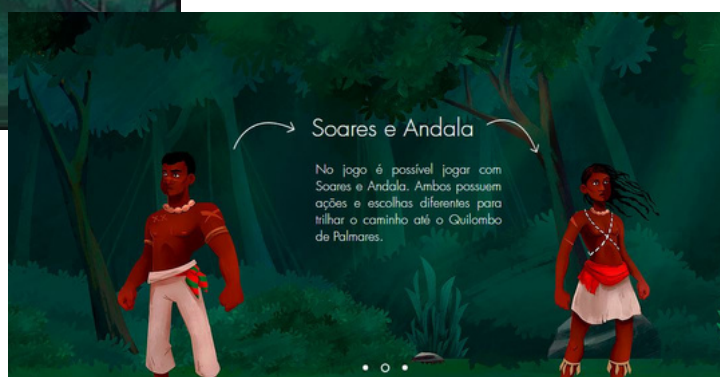 Soares e Andala
No jogo é possível jogar com
Soares e Andala. Ambos possuem
ações e escolhas diferentes para
trilhar o caminho até o Quilombo
de Palmares.